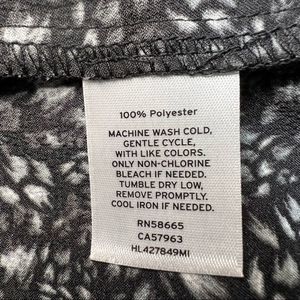 100% Polyester
MACHINE WASH COLD,
GENTLE CYCLE,
WITH LIKE COLORS.
ONLY NON-CHLORINE
BLEACH IF NEEDED.
TUMBLE DRY LOW,
REMOVE PROMPTLY.
COOL IRON IF NEEDED.
RN58665
CA57963
HL427849MI